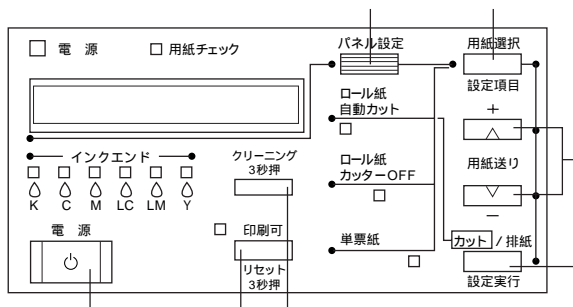 電 源
用紙チェック
パネル設定
用紙選択
設定項目
ロール紙
自動カット
+
用紙送り
−
インクエンド
K C M LC LM Y
クリーニング
3秒押
ロール紙
カッターOFF
電 源
印刷可
リセット
3秒押
単票紙
カット / 排紙
設定実行